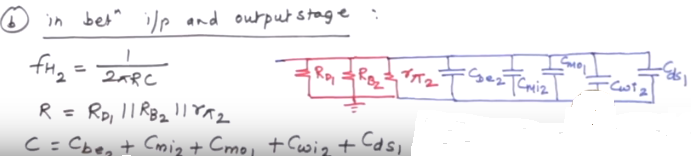 ⓑ in betⁿ i/p and output stage :
fH₂ = 1 / 2πRC
RD₁ RB₂ rπ₂ Cbe₂ Cmi₂ Cmo₁ Cwi₂ Cds₁
R = RD₁ || RB₂ || rπ₂
C = Cbe₂ + Cmi₂ + Cmo₁ + Cwi₂ + Cds₁